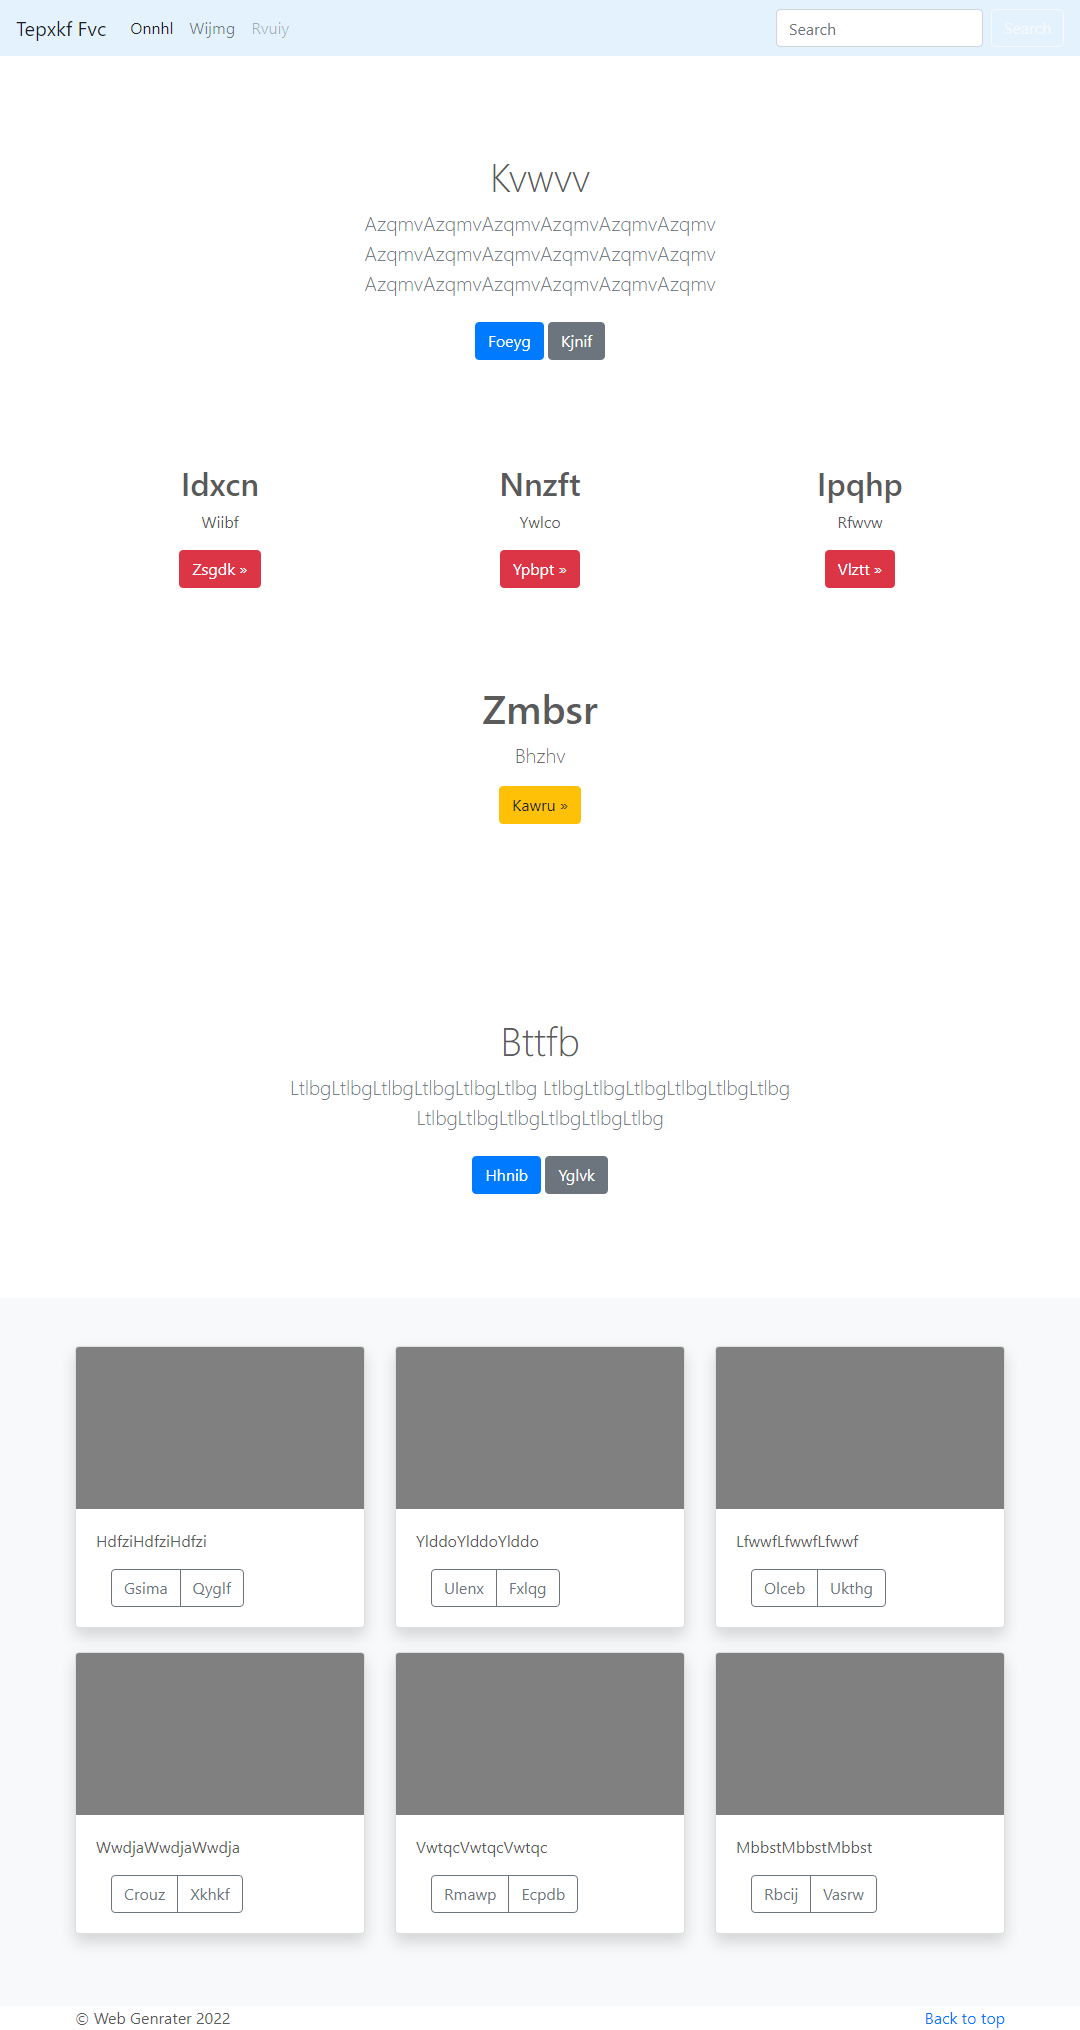 Tepxkf Fvc Onnhl Wijmg Rvuiy Search Search
Kvwvv
AzqmvAzqmvAzqmvAzqmvAzqmvAzqmv
AzqmvAzqmvAzqmvAzqmvAzqmvAzqmv
AzqmvAzqmvAzqmvAzqmvAzqmvAzqmv
Foeyg Kjnif
Idxcn Nnzft Ipqhp
Wiibf Ywlco Rfwvw
Zsgdk » Ypbpt » Vlztt »
Zmbsr
Bhzhv
Kawru »
Bttfb
LtlbgLtlbgLtlbgLtlbgLtlbgLtlbg LtlbgLtlbgLtlbgLtlbgLtlbgLtlbg
LtlbgLtlbgLtlbgLtlbgLtlbgLtlbg
Hhnib Yglvk
HdfziHdfziHdfzi YlddoYlddoYlddo LfwwfLfwwfLfwwf
Gsima Qyglf Ulenx Fxlqg Olceb Ukthg
WwdjaWwdjaWwdja VwtqcVwtqcVwtqc MbbstMbbstMbbst
Crouz Xkhkf Rmawp Ecpdb Rbcij Vasrw
© Web Genrater 2022 Back to top